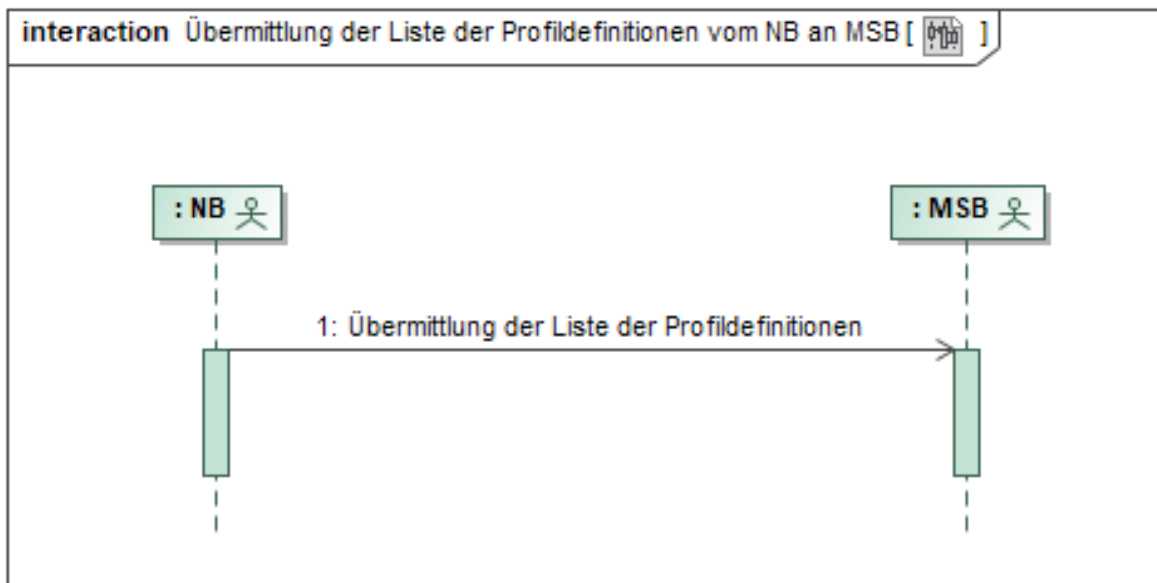 interaction Übermittlung der Liste der Profildefinitionen vom NB an MSB [ ]
: NB
: MSB
1: Übermittlung der Liste der Profildefinitionen